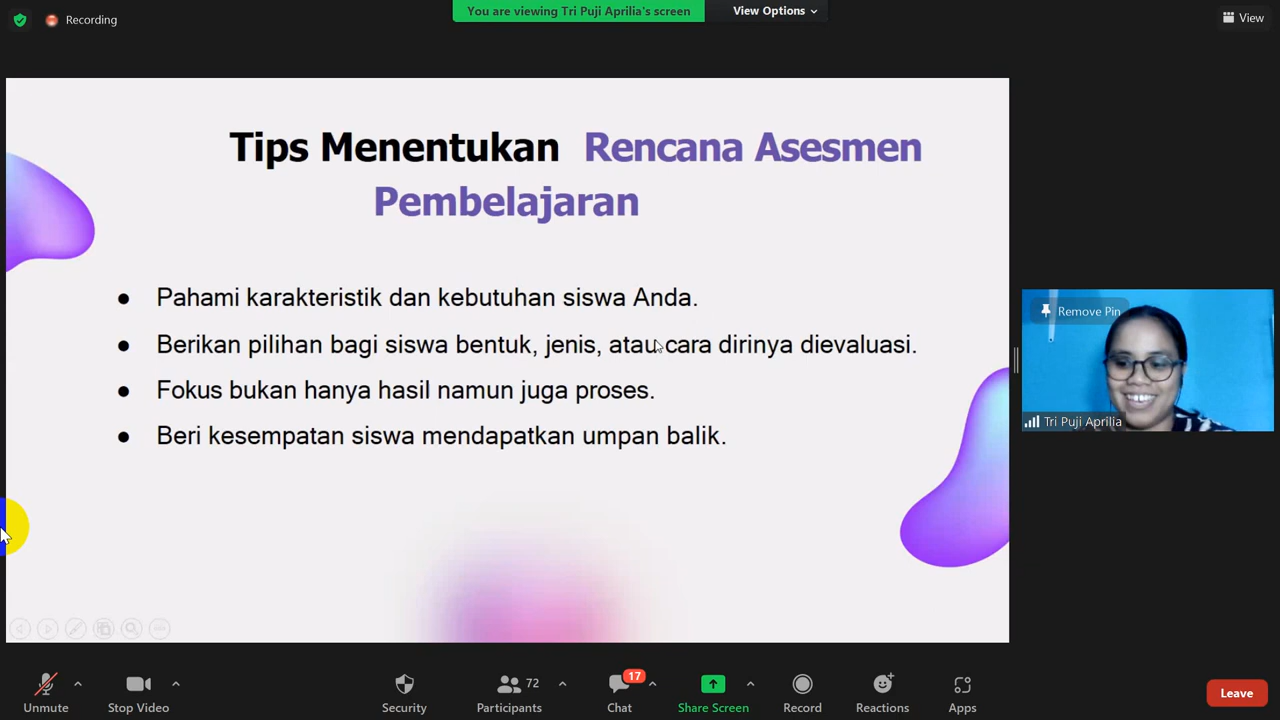 Recording
You are viewing Tri Puji Aprilia's screen
View Options
View
Tips Menentukan Rencana Asesmen
Pembelajaran
Pahami karakteristik dan kebutuhan siswa Anda.
Berikan pilihan bagi siswa bentuk, jenis, atau cara dirinya dievaluasi.
Fokus bukan hanya hasil namun juga proses.
Beri kesempatan siswa mendapatkan umpan balik.
Remove Pin
Tri Puji Aprilia
Unmute
Stop Video
Security
72
Participants
17
Chat
Share Screen
Record
Reactions
Apps
Leave